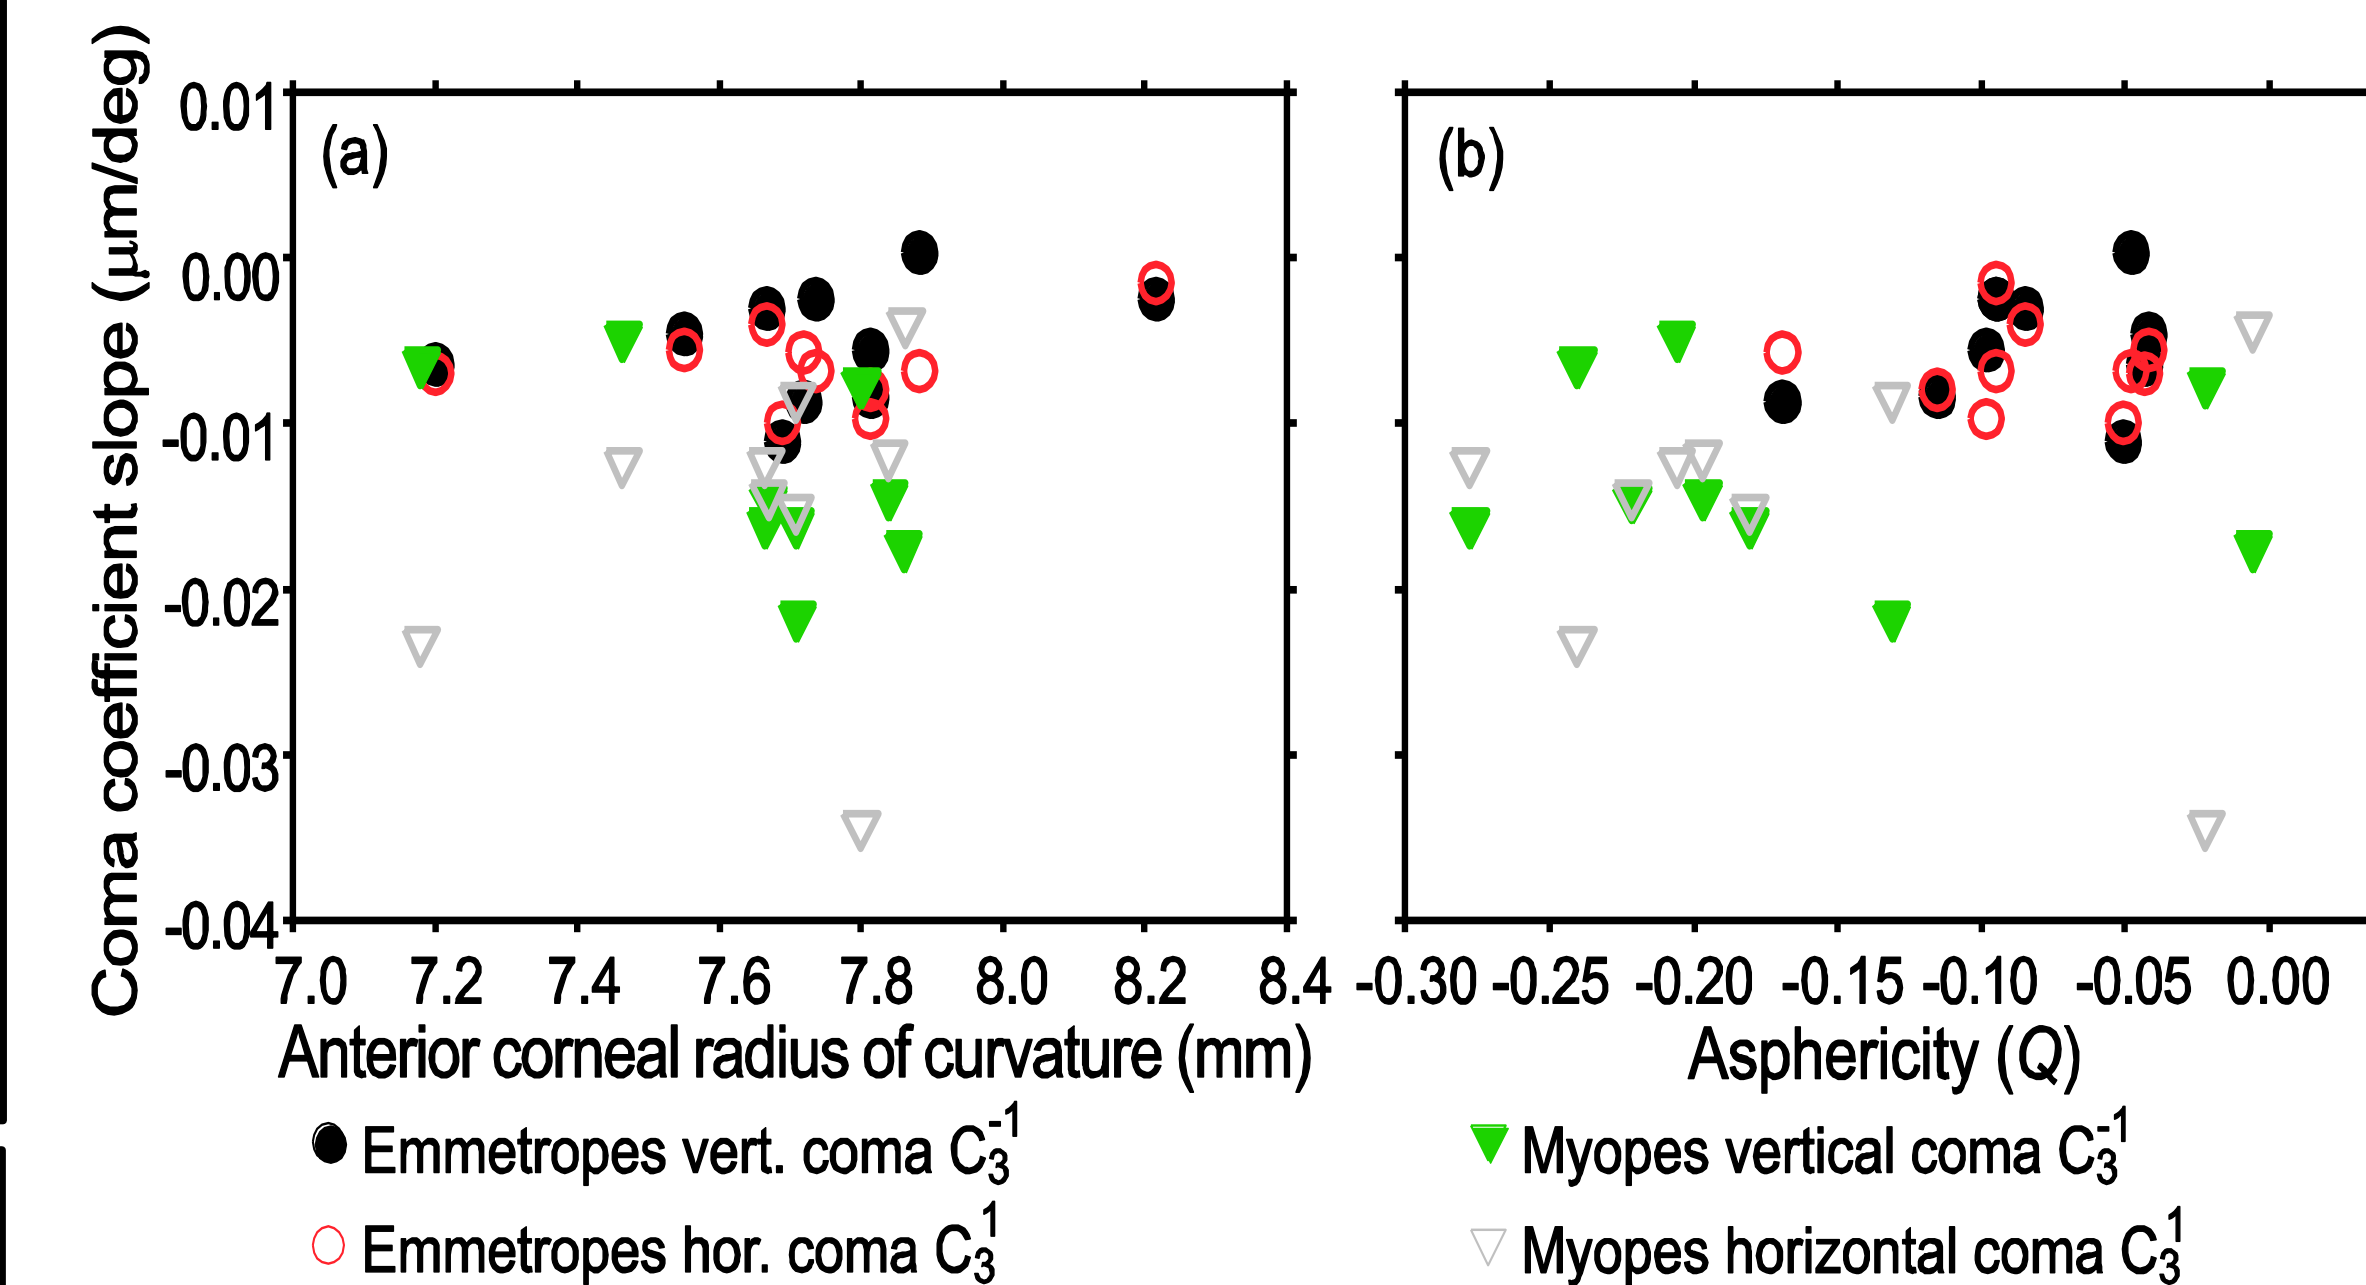 Coma coefficient slope (μm/deg)
0.01
0.00
-0.01
-0.02
-0.03
-0.04
(a)
(b)
7.0 7.2 7.4 7.6 7.8 8.0 8.2 8.4
-0.30 -0.25 -0.20 -0.15 -0.10 -0.05 0.00
Anterior corneal radius of curvature (mm)
Asphericity (Q)
Emmetropes vert. coma C₃⁻¹
Myopes vertical coma C₃⁻¹
Emmetropes hor. coma C₃¹
Myopes horizontal coma C₃¹